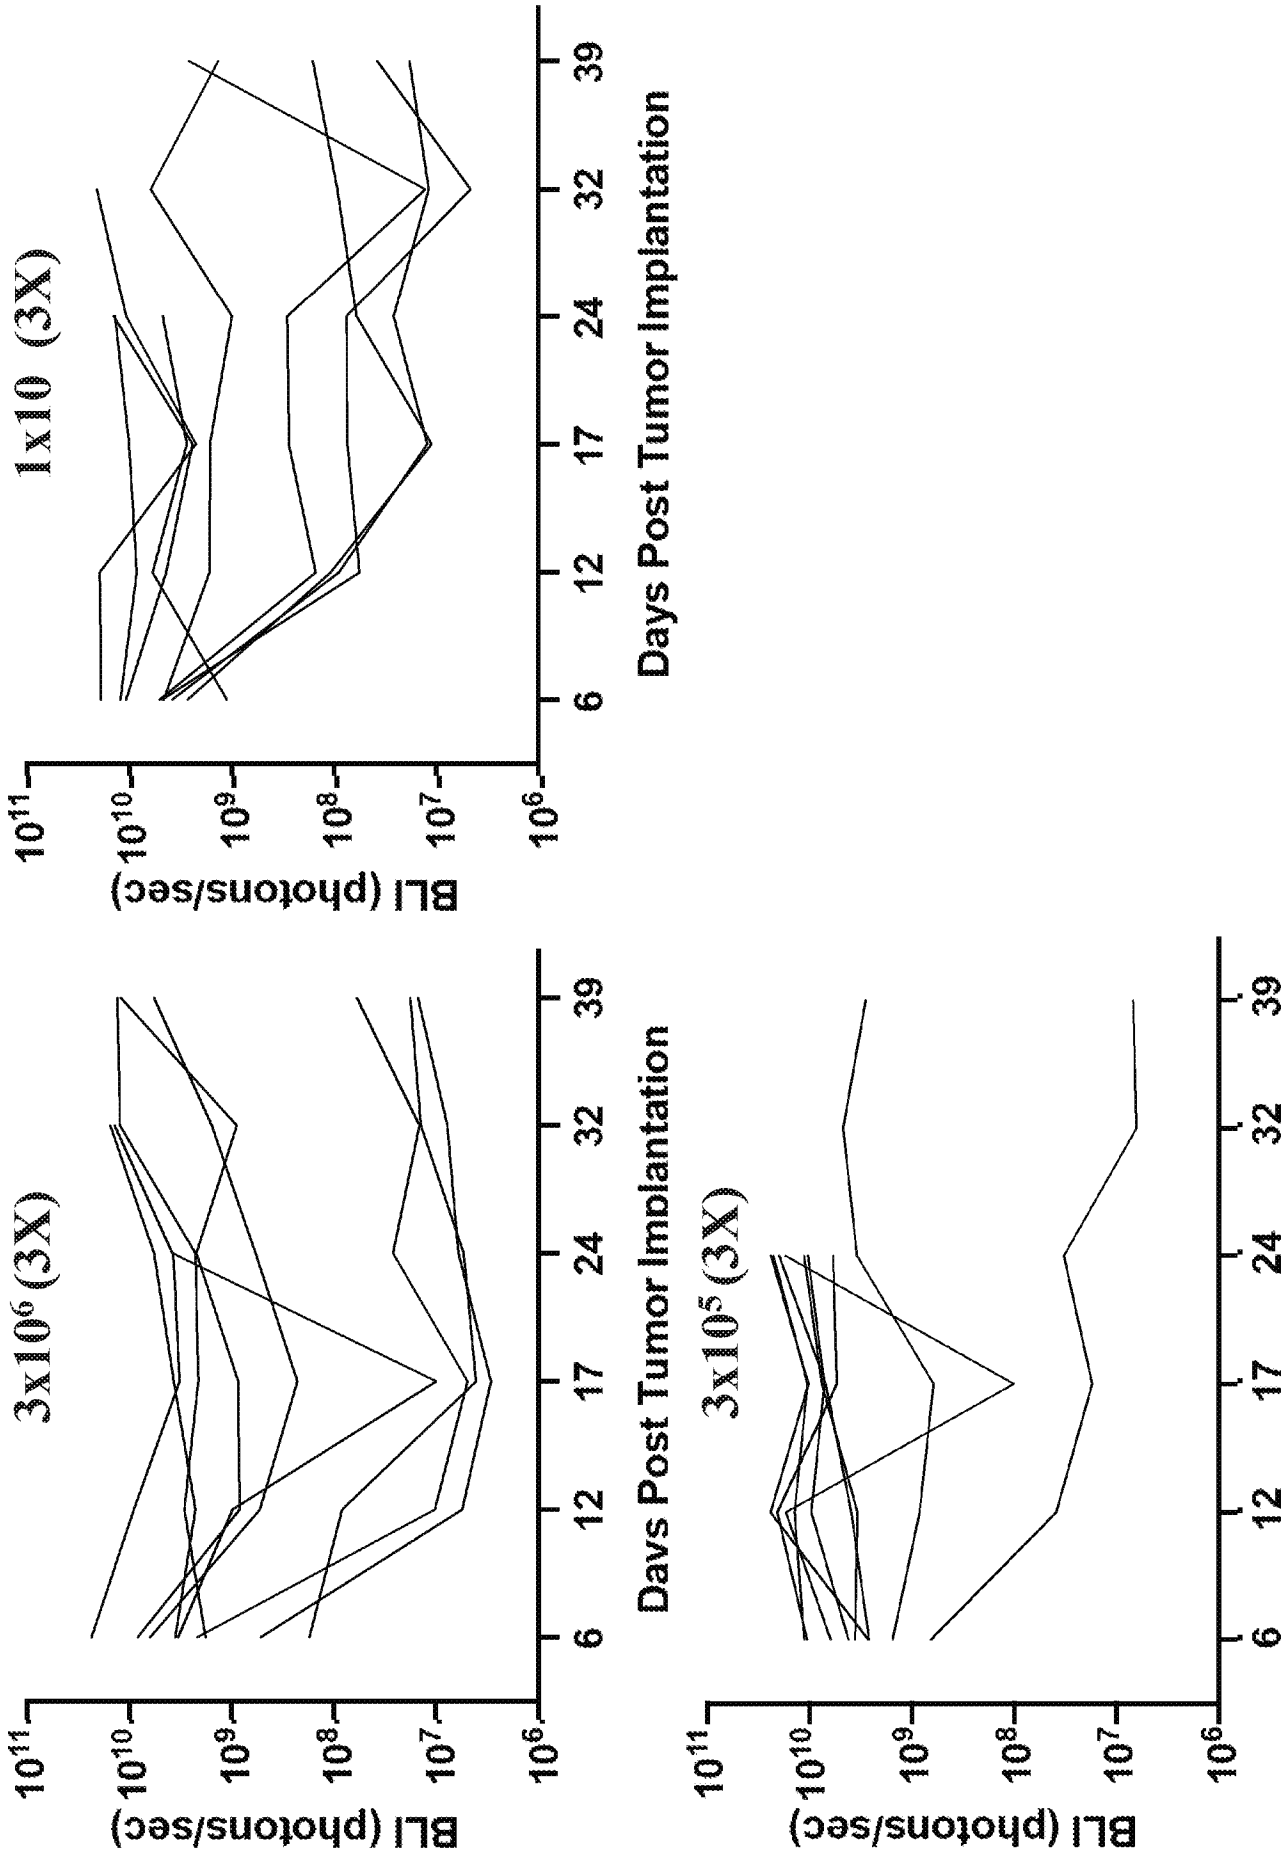 3x10⁶ (3X)
BLI (photons/sec)
10¹¹
10¹⁰
10⁹
10⁸
10⁷
10⁶
6 12 17 24 32 39
Davs Post Tumor Imolantation
1x10 (3X)
BLI (photons/sec)
10¹¹
10¹⁰
10⁹
10⁸
10⁷
10⁶
6 12 17 24 32 39
Days Post Tumor Implantation
3x10⁵ (3X)
BLI (photons/sec)
10¹¹
10¹⁰
10⁹
10⁸
10⁷
10⁶
6 12 17 24 32 39